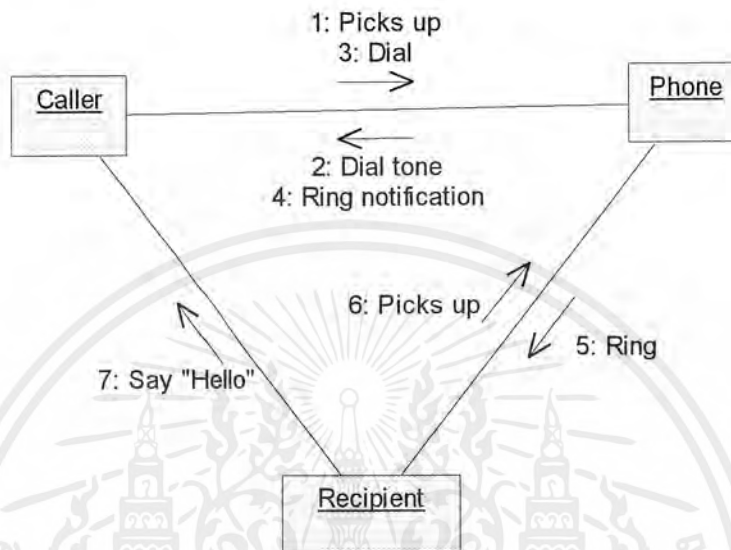 1: Picks up
3: Dial
Caller
Phone
2: Dial tone
4: Ring notification
6: Picks up
5: Ring
7: Say "Hello"
Recipient